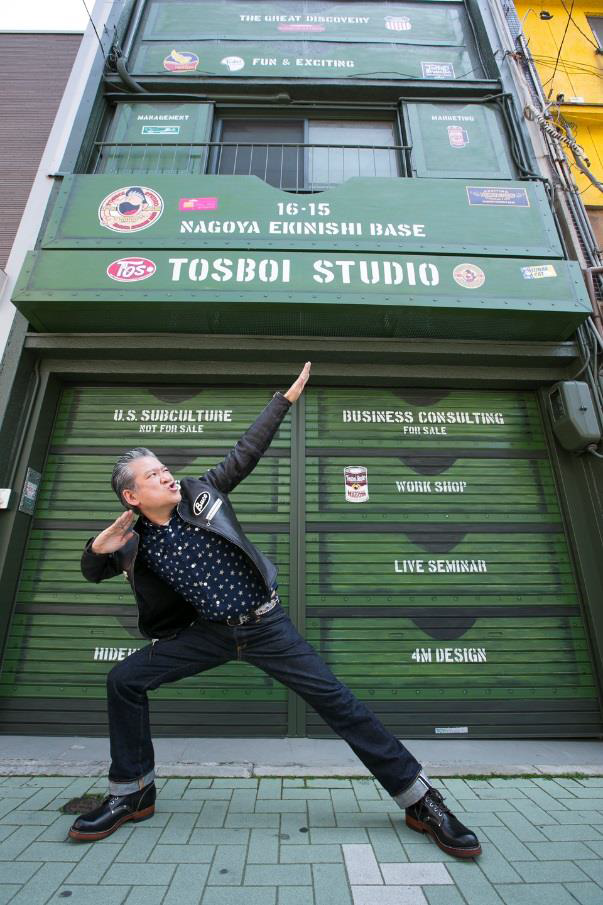 THE GREAT DISCOVERY
FUN & EXCITING
MANAGEMENT
MARKETING
16-15
NAGOYA EKINISHI BASE
Tos
TOSBOI STUDIO
U.S. SUBCULTURE
NOT FOR SALE
BUSINESS CONSULTING
FOR SALE
WORK SHOP
LIVE SEMINAR
4M DESIGN